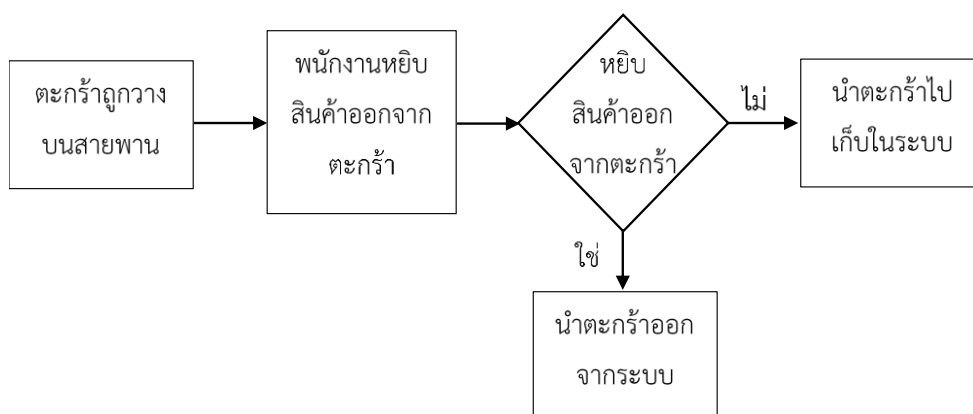 ตะกร้าถูกวาง
บนสายพาน
พนักงานหยิบ
สินค้าออกจาก
ตะกร้า
หยิบ
สินค้าออก
จากตะกร้า
ไม่
นำตะกร้าไป
เก็บในระบบ
ใช่
นำตะกร้าออก
จากระบบ